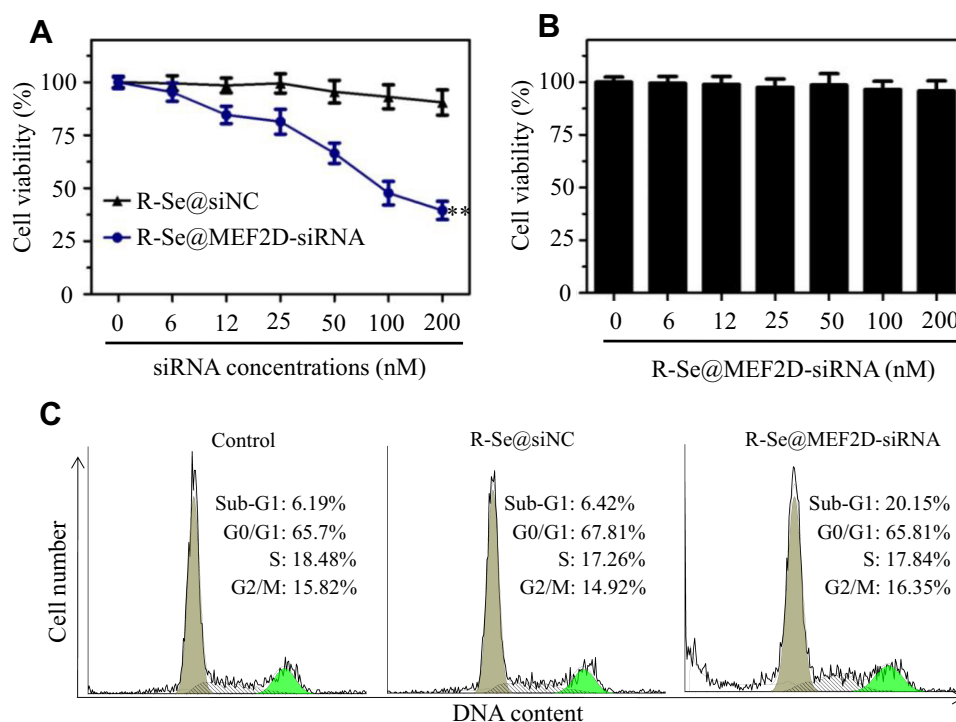 A
Cell viability (%)
100
75
50
25
0
R-Se@siNC
R-Se@MEF2D-siRNA
**
0 6 12 25 50 100 200
siRNA concentrations (nM)
B
Cell viability (%)
100
75
50
25
0
0 6 12 25 50 100 200
R-Se@MEF2D-siRNA (nM)
C
Cell number
Control
Sub-G1: 6.19%
G0/G1: 65.7%
S: 18.48%
G2/M: 15.82%
R-Se@siNC
Sub-G1: 6.42%
G0/G1: 67.81%
S: 17.26%
G2/M: 14.92%
R-Se@MEF2D-siRNA
Sub-G1: 20.15%
G0/G1: 65.81%
S: 17.84%
G2/M: 16.35%
DNA content